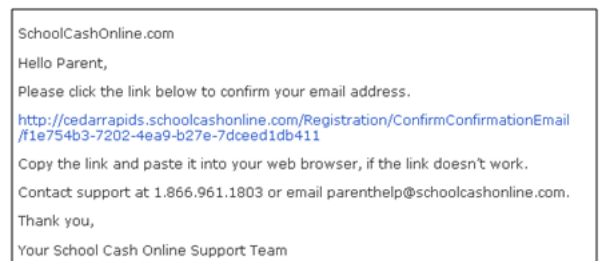 SchoolCashOnline.com
Hello Parent,
Please click the link below to confirm your email address.
http://cedarrapids.schoolcashonline.com/Registration/ConfirmConfirmationEmail
/f1e754b3-7202-4ea9-b27e-7dceed1db411
Copy the link and paste it into your web browser, if the link doesn't work.
Contact support at 1.866.961.1803 or email parenthelp@schoolcashonline.com.
Thank you,
Your School Cash Online Support Team